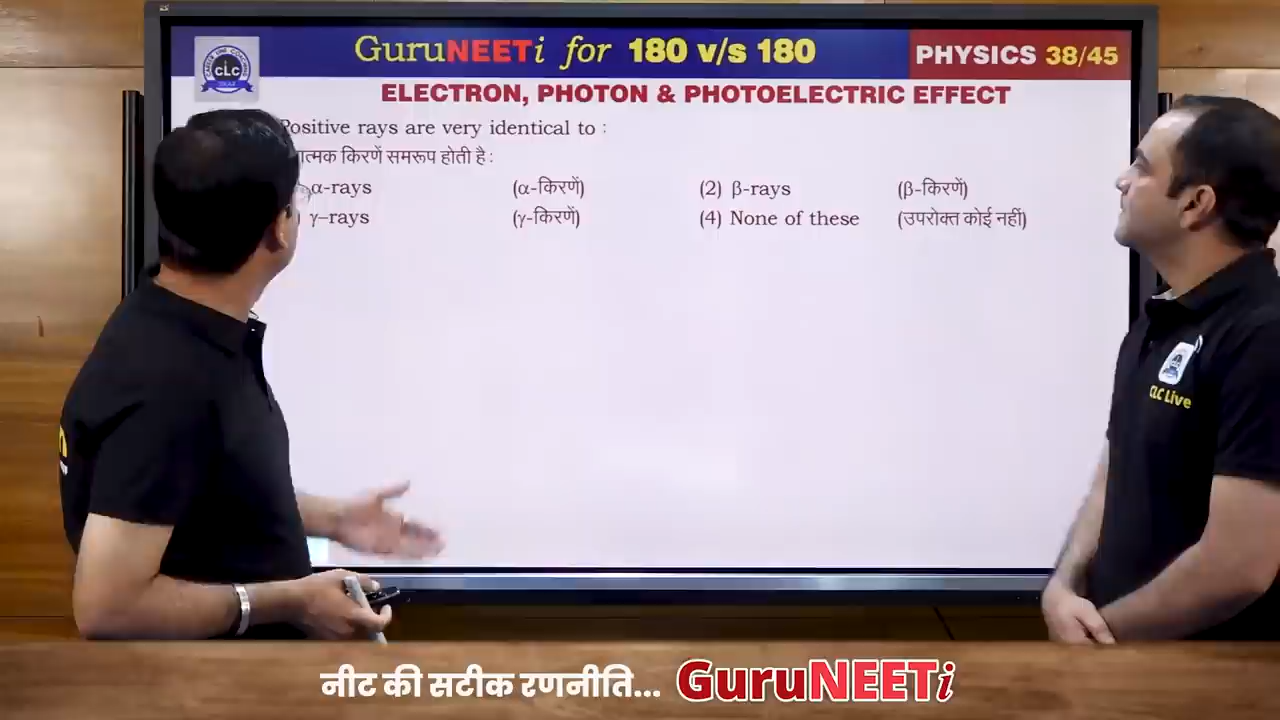 GuruNEETi for 180 v/s 180
PHYSICS 38/45
CLC
ELECTRON, PHOTON & PHOTOELECTRIC EFFECT
Positive rays are very identical to :
किरणें समरूप होती है :
α-rays (α-किरणें) (2) β-rays (β-किरणें)
γ–rays (γ-किरणें) (4) None of these (उपरोक्त कोई नहीं)
CLC Live
नीट की सटीक रणनीति... GuruNEETi